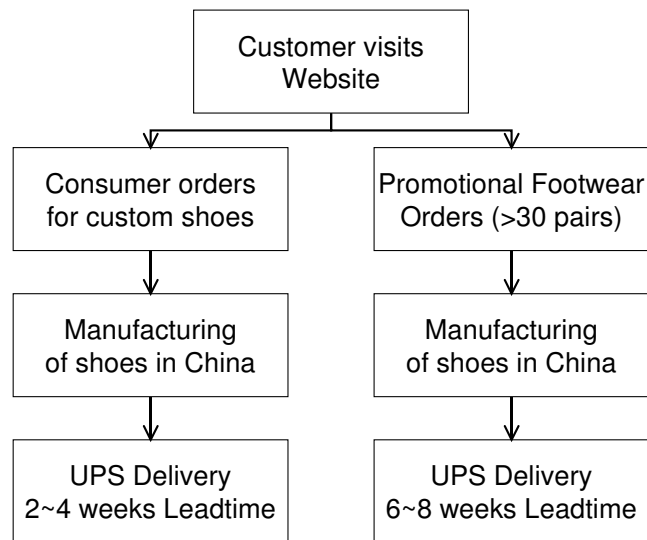 Customer visits
Website
Consumer orders
for custom shoes
Promotional Footwear
Orders (>30 pairs)
Manufacturing
of shoes in China
Manufacturing
of shoes in China
UPS Delivery
2~4 weeks Leadtime
UPS Delivery
6~8 weeks Leadtime